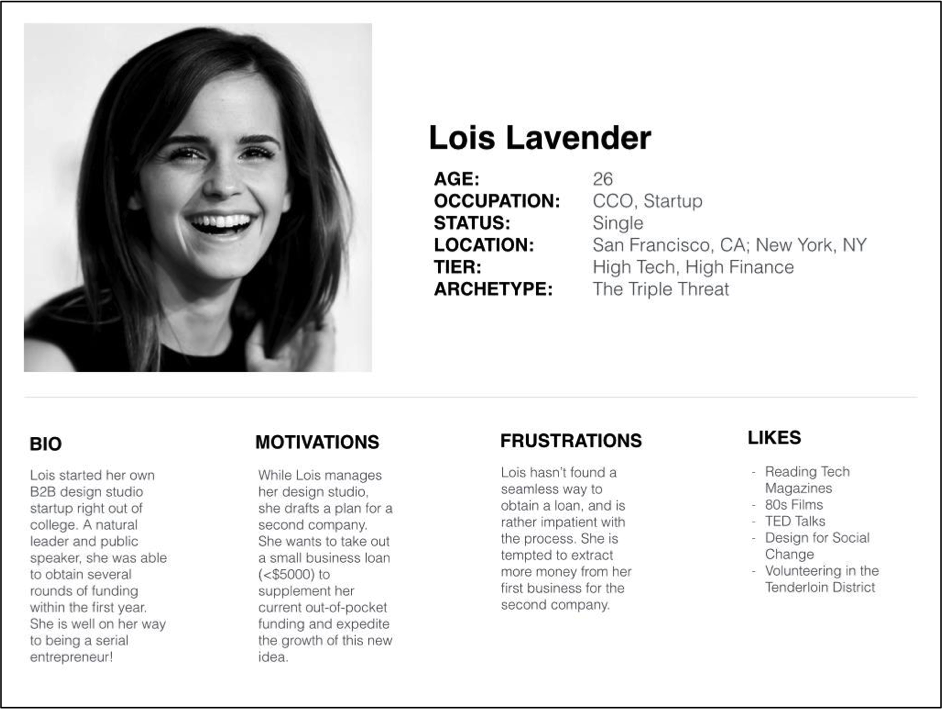 Lois Lavender
AGE: 26
OCCUPATION: CCO, Startup
STATUS: Single
LOCATION: San Francisco, CA; New York, NY
TIER: High Tech, High Finance
ARCHETYPE: The Triple Threat
BIO
Lois started her own
B2B design studio
startup right out of
college. A natural
leader and public
speaker, she was able
to obtain several
rounds of funding
within the first year.
She is well on her way
to being a serial
entrepreneur!
MOTIVATIONS
While Lois manages
her design studio,
she drafts a plan for a
second company.
She wants to take out
a small business loan
(<$5000) to
supplement her
current out-of-pocket
funding and expedite
the growth of this new
idea.
FRUSTRATIONS
Lois hasn't found a
seamless way to
obtain a loan, and is
rather impatient with
the process. She is
tempted to extract
more money from her
first business for the
second company.
LIKES
- Reading Tech
Magazines
- 80s Films
- TED Talks
- Design for Social
Change
- Volunteering in the
Tenderloin District